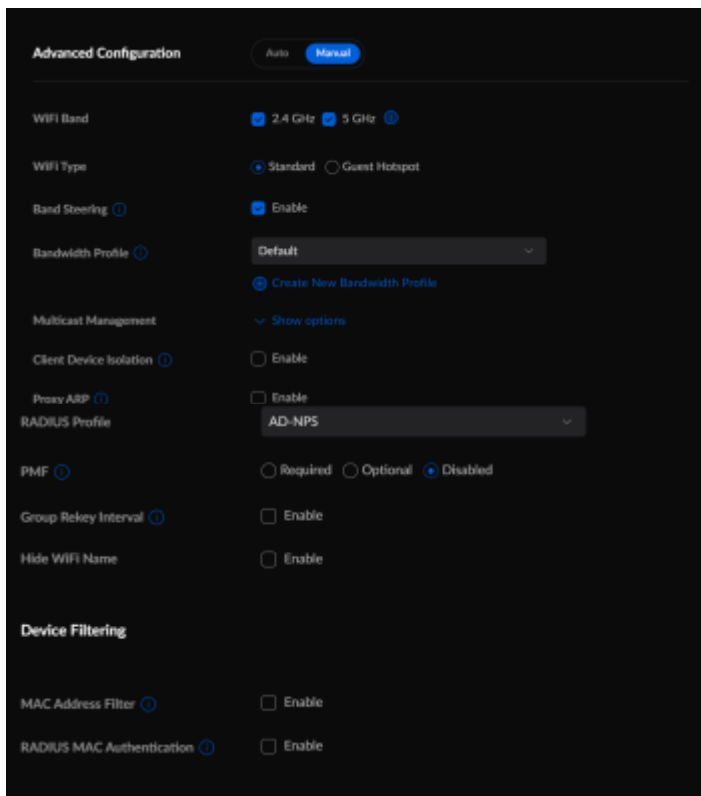 Advanced Configuration Auto Manual
WiFi Band 2.4 GHz 5 GHz
WiFi Type Standard Guest Hotspot
Band Steering Enable
Bandwidth Profile Default
Create New Bandwidth Profile
Multicast Management Show options
Client Device Isolation Enable
Proxy ARP Enable
RADIUS Profile AD-NPS
PMF Required Optional Disabled
Group Rekey Interval Enable
Hide WiFi Name Enable
Device Filtering
MAC Address Filter Enable
RADIUS MAC Authentication Enable